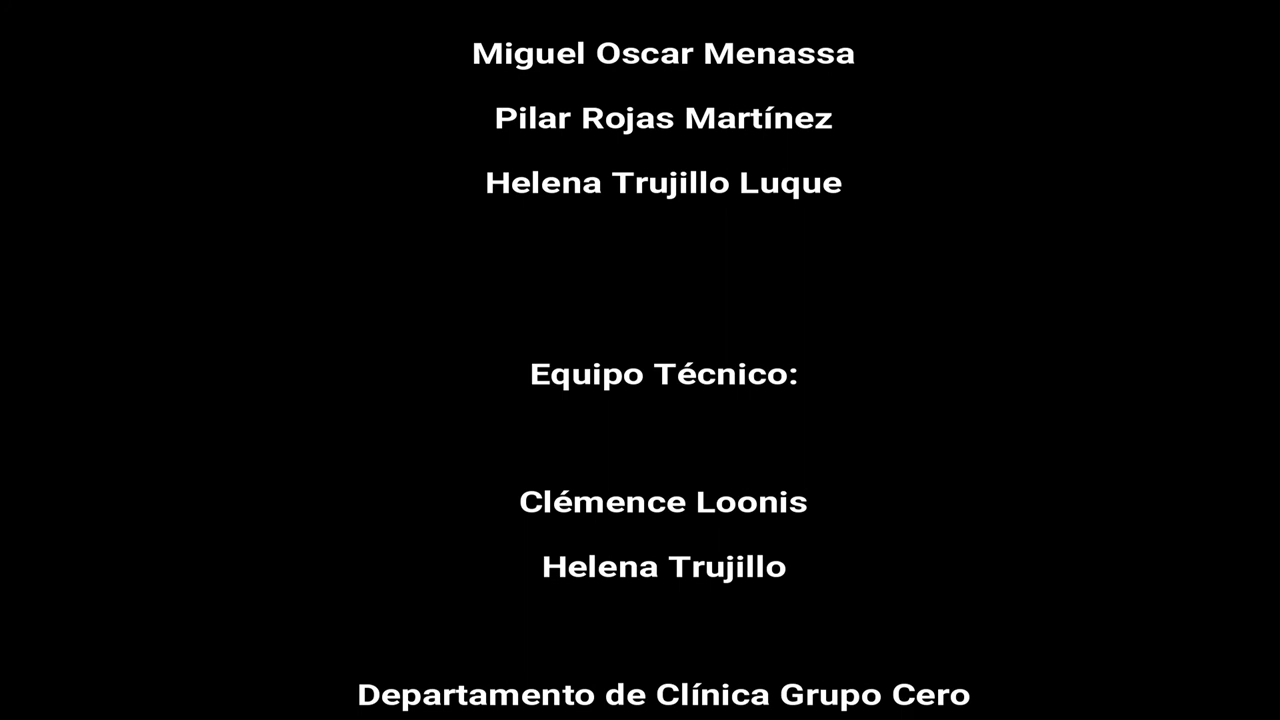 Miguel Oscar Menassa
Pilar Rojas Martínez
Helena Trujillo Luque
Equipo Técnico:
Clémence Loonis
Helena Trujillo
Departamento de Clínica Grupo Cero